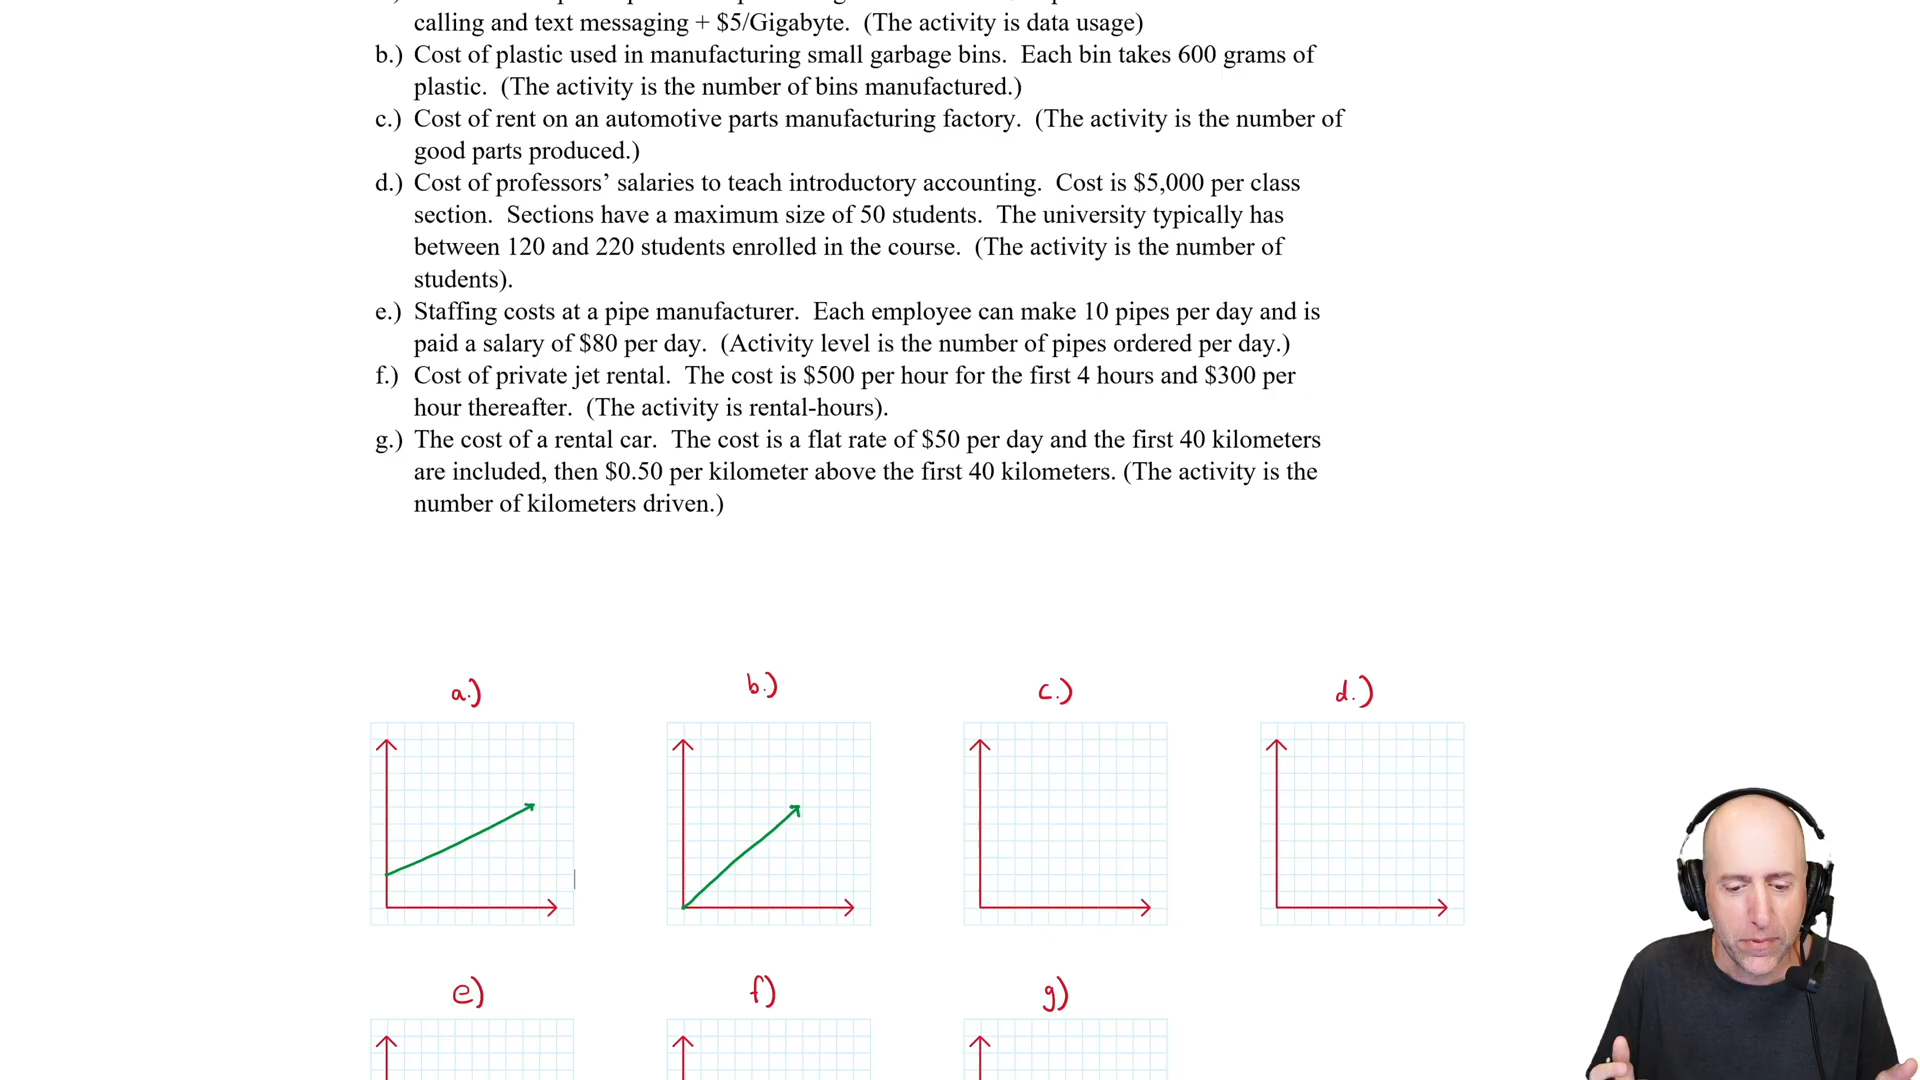 calling and text messaging + $5/Gigabyte.  (The activity is data usage)
b.) Cost of plastic used in manufacturing small garbage bins.  Each bin takes 600 grams of
plastic.  (The activity is the number of bins manufactured.)
c.) Cost of rent on an automotive parts manufacturing factory.  (The activity is the number of
good parts produced.)
d.) Cost of professors’ salaries to teach introductory accounting.  Cost is $5,000 per class
section.  Sections have a maximum size of 50 students.  The university typically has
between 120 and 220 students enrolled in the course.  (The activity is the number of
students).
e.) Staffing costs at a pipe manufacturer.  Each employee can make 10 pipes per day and is
paid a salary of $80 per day.  (Activity level is the number of pipes ordered per day.)
f.) Cost of private jet rental.  The cost is $500 per hour for the first 4 hours and $300 per
hour thereafter.  (The activity is rental-hours).
g.) The cost of a rental car.  The cost is a flat rate of $50 per day and the first 40 kilometers
are included, then $0.50 per kilometer above the first 40 kilometers. (The activity is the
number of kilometers driven.)
a.) b.) c.) d.)
e) f) g)